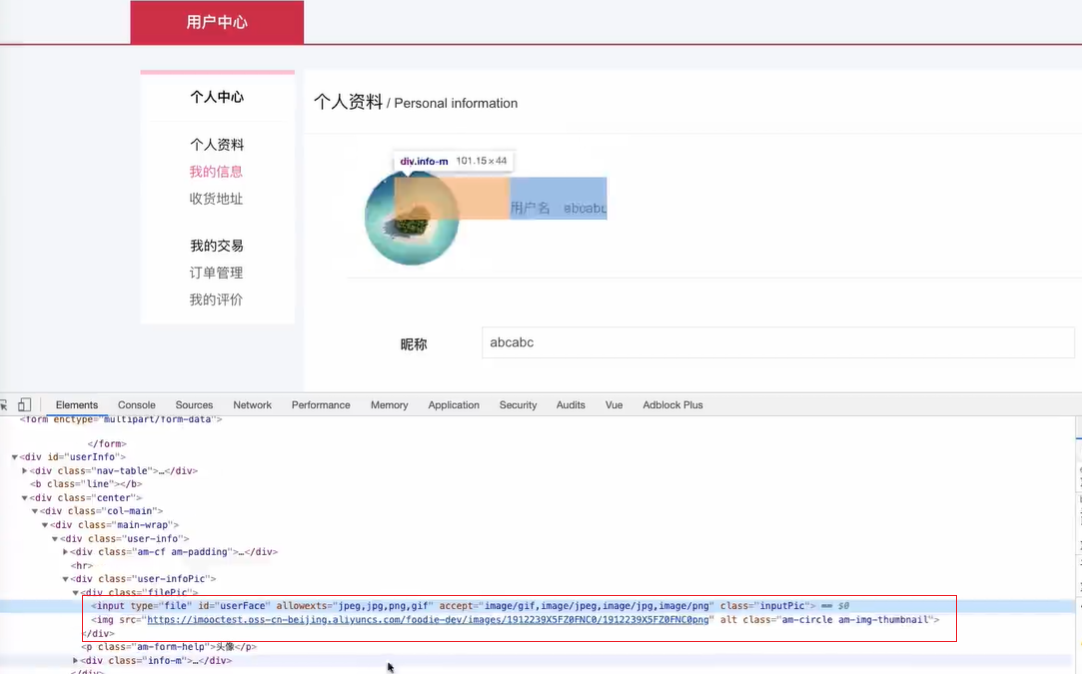 用户中心
个人中心
个人资料
我的信息
收货地址
我的交易
订单管理
我的评价
个人资料 / Personal information
div.info-m 101.15×44
用户名 abcabc
昵称 abcabc
Elements Console Sources Network Performance Memory Application Security Audits Vue Adblock Plus
<form enctype="multipart/form-data">
</form>
▼<div id="userInfo">
▶<div class="nav-table">…</div>
<b class="line"></b>
▼<div class="center">
▼<div class="col-main">
▼<div class="main-wrap">
▼<div class="user-info">
▶<div class="am-cf am-padding">…</div>
<hr>
▼<div class="user-infoPic">
▼<div class="filePic">
<input type="file" id="userFace" allowexts="jpeg,jpg,png,gif" accept="image/gif,image/jpeg,image/jpg,image/png" class="inputPic"> == $0
<img src="https://imooctest.oss-cn-beijing.aliyuncs.com/foodie-dev/images/1912239X5FZ0FNC0/1912239X5FZ0FNC0png" alt class="am-circle am-img-thumbnail">
</div>
<p class="am-form-help">头像</p>
▶<div class="info-m">…</div>
</div>